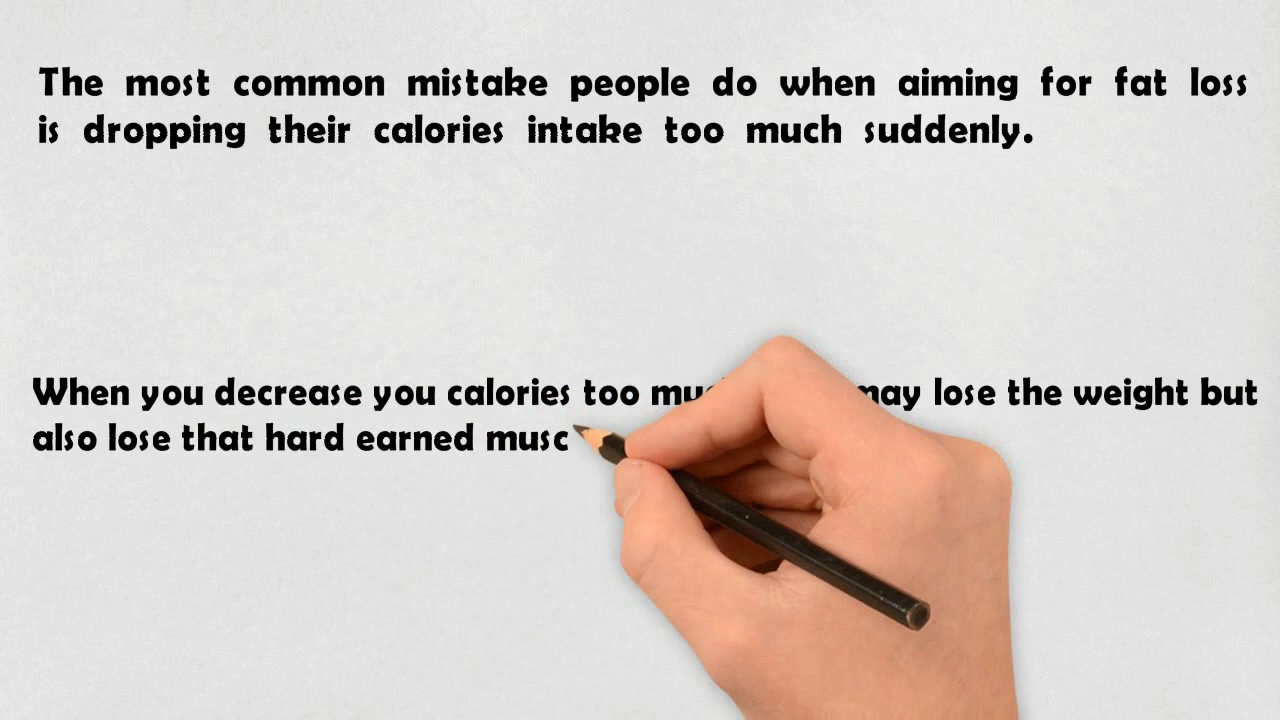 The most common mistake people do when aiming for fat loss
is dropping their calories intake too much suddenly.
When you decrease you calories too may lose the weight but
also lose that hard earned musc